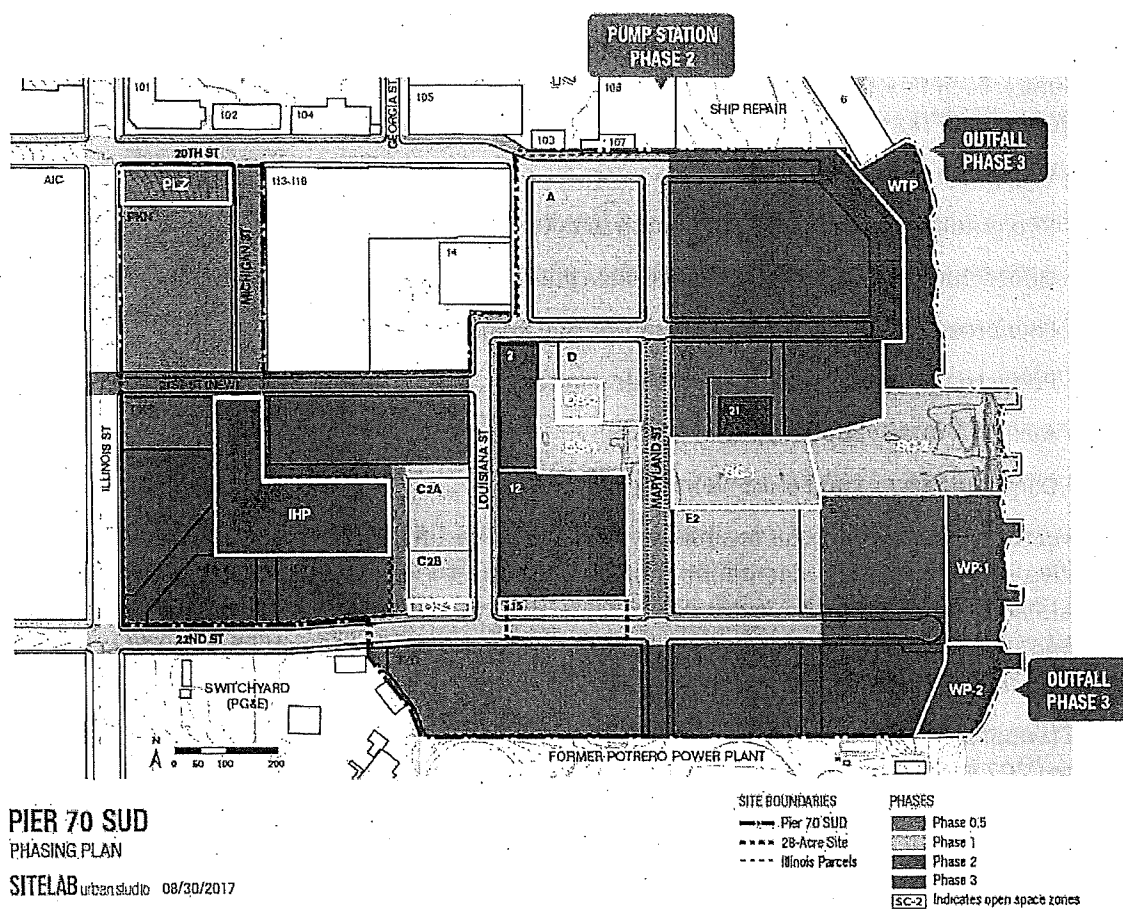 PUMP STATION
PHASE 2
101
102
104
GEORGIA ST
105
108
103
107
SHIP REPAIR
6
OUTFALL
PHASE 3
20TH ST
AIC
PLZ
PKN
MICHIGAN ST
113-116
14
A
WTP
21ST ST (NEW)
ILLINOIS ST
LOUISIANA ST
MARYLAND ST
2
D
21
IHP
C2A
C2B
12
15
E2
WP-1
WP-2
22ND ST
OUTFALL
PHASE 3
SWITCHYARD
(PG&E)
N
0 50 100 200
FORMER POTRERO POWER PLANT
PIER 70 SUD
PHASING PLAN
SITELAB urban studio 08/30/2017
SITE BOUNDARIES
Pier 70 SUD
28-Acre Site
Illinois Parcels
PHASES
Phase 0.5
Phase 1
Phase 2
Phase 3
SC-2 Indicates open space zones